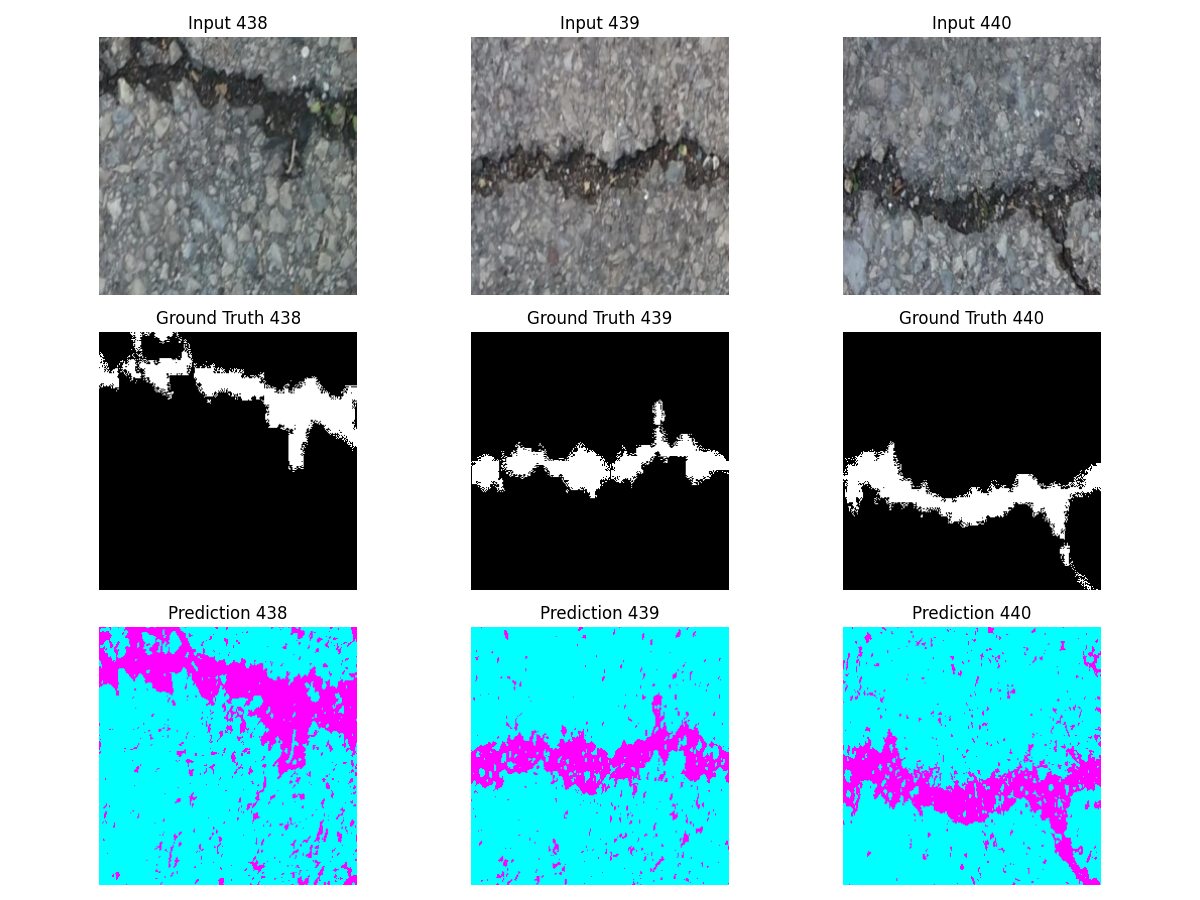 Input 438
Input 439
Input 440
Ground Truth 438
Ground Truth 439
Ground Truth 440
Prediction 438
Prediction 439
Prediction 440